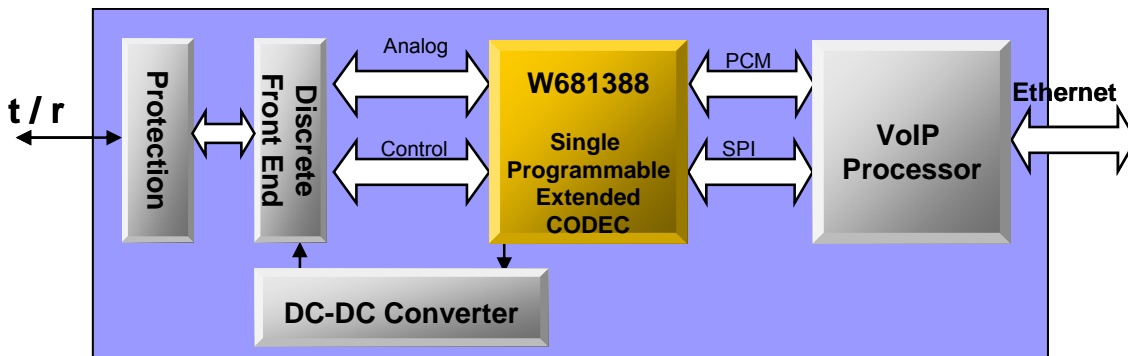 t / r
Protection
Discrete
Front End
Analog
Control
W681388
Single
Programmable
Extended
CODEC
PCM
SPI
VoIP
Processor
Ethernet
DC-DC Converter